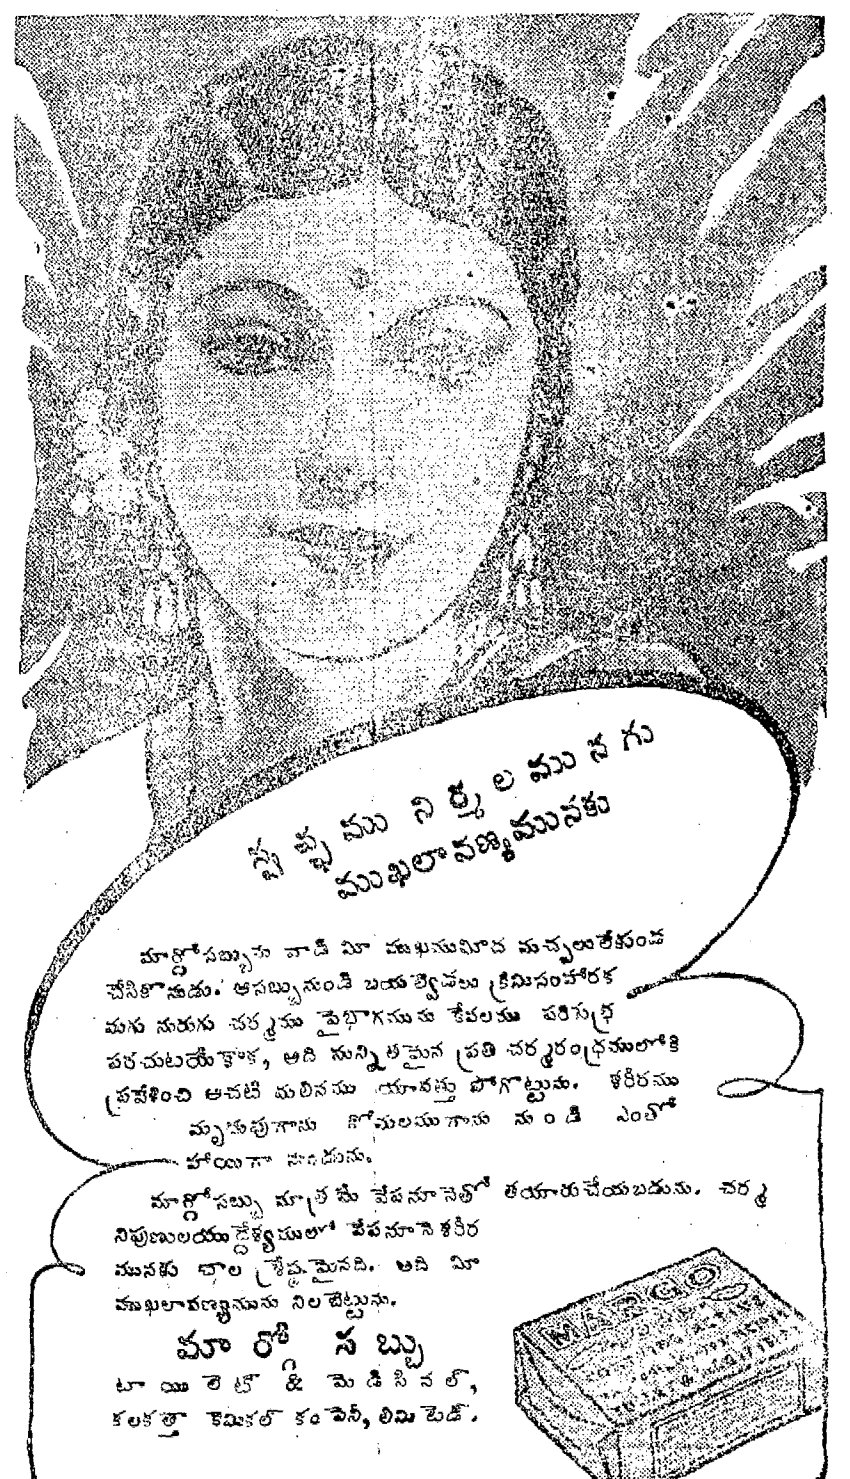 స్వచ్ఛము నిర్మలమునగు
ముఖలావణ్యమునకు
మార్గోసబ్బును వాడి మీ ముఖముమీద మచ్చలులేకుండ
చేసికొనుడు. ఆసబ్బునుండి బయల్వెడలు క్రిమిసంహారక
మగు నురుగు చర్మము పైభాగమును కేవలము పరిశుభ్ర
పరచుటయేకాక, అది సున్నితమైన ప్రతి చర్మరంధ్రములోకి
ప్రవేశించి అచటి మలినము యావత్తు పోగొట్టును. శరీరము
మృదువుగాను కోమలముగాను నుండి ఎంతో
హాయిగా నుండును.
మార్గోసబ్బు మాత్రమే వేపనూనెతో తయారుచేయబడును. చర్మ
నిపుణులయుద్దేశ్యములో వేపనూనె శరీర
మునకు చాల శ్రేష్ఠమైనది. అది మీ
ముఖలావణ్యమును నిలబెట్టును.
మార్గో సబ్బు
టాయిలెట్ & మెడిసినల్,
కలకత్తా కెమికల్ కంపెనీ, లిమిటెడ్.
MARGO